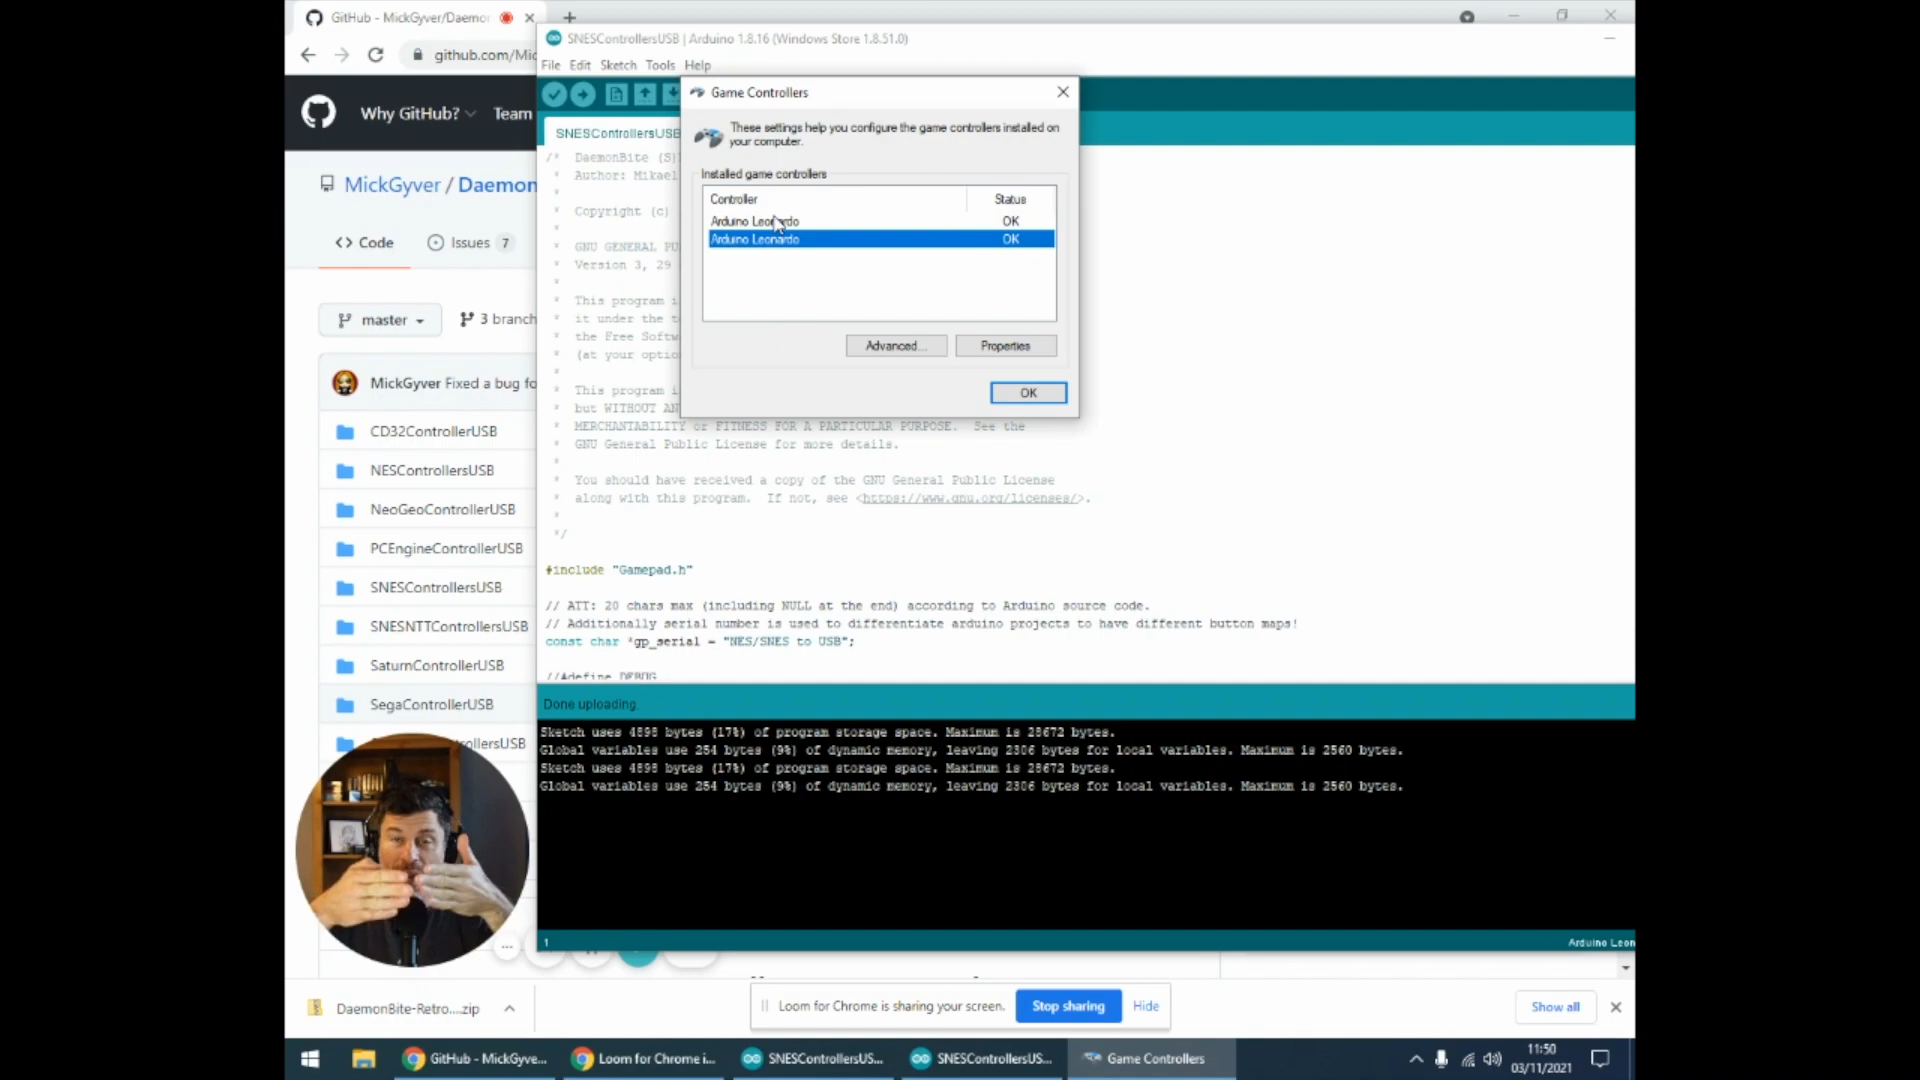 GitHub - MickGyver/Daemon
SNESControllersUSB | Arduino 1.8.16 (Windows Store 1.8.51.0)
github.com/Mic
File Edit Sketch Tools Help
Why GitHub? Team
Game Controllers
These settings help you configure the game controllers installed on
your computer.
SNESControllersUSB
Installed game controllers
Controller Status
Arduino Leonardo OK
Arduino Leonardo OK
Advanced... Properties
OK
MickGyver / Daemon
Code Issues 7
master 3 branch
MickGyver Fixed a bug fo
CD32ControllerUSB
NESControllersUSB
NeoGeoControllerUSB
PCEngineControllerUSB
SNESControllersUSB
SNESNTTControllersUSB
SaturnControllerUSB
SegaControllerUSB
ollersUSB
/* DaemonBite (S)
* Author: Mikael
*
* Copyright (c)
*
* GNU GENERAL PU
* Version 3, 29
*
* This program i
* it under the t
* the Free Softw
* (at your optio
*
* This program i
* but WITHOUT AN
* MERCHANTABILITY or FITNESS FOR A PARTICULAR PURPOSE. See the
* GNU General Public License for more details.
*
* You should have received a copy of the GNU General Public License
* along with this program. If not, see <https://www.gnu.org/licenses/>.
*
*/
#include "Gamepad.h"
// ATT: 20 chars max (including NULL at the end) according to Arduino source code.
// Additionally serial number is used to differentiate arduino projects to have different button maps!
const char *gp_serial = "NES/SNES to USB";
//#define DEBUG
Done uploading.
Sketch uses 4898 bytes (17%) of program storage space. Maximum is 28672 bytes.
Global variables use 254 bytes (9%) of dynamic memory, leaving 2306 bytes for local variables. Maximum is 2560 bytes.
Sketch uses 4898 bytes (17%) of program storage space. Maximum is 28672 bytes.
Global variables use 254 bytes (9%) of dynamic memory, leaving 2306 bytes for local variables. Maximum is 2560 bytes.
1 Arduino Leon
DaemonBite-Retro....zip
Loom for Chrome is sharing your screen. Stop sharing Hide
Show all
GitHub - MickGyve... Loom for Chrome i... SNESControllersUS... SNESControllersUS... Game Controllers
11:50
03/11/2021